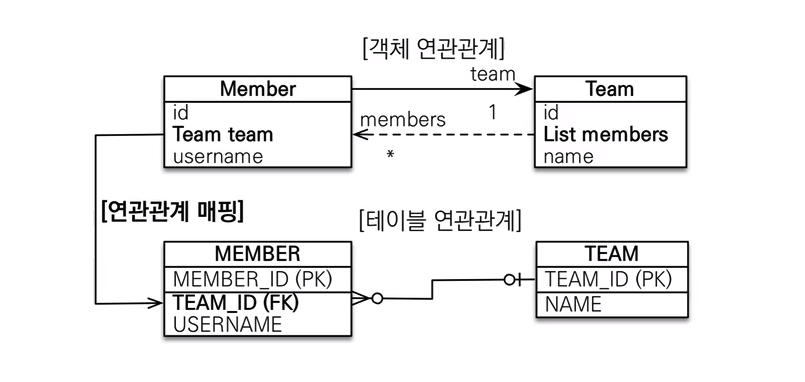 [객체 연관관계]
team
Member
id
Team team
username
members
1
*
Team
id
List members
name
[연관관계 매핑]
[테이블 연관관계]
MEMBER
MEMBER_ID (PK)
TEAM_ID (FK)
USERNAME
TEAM
TEAM_ID (PK)
NAME